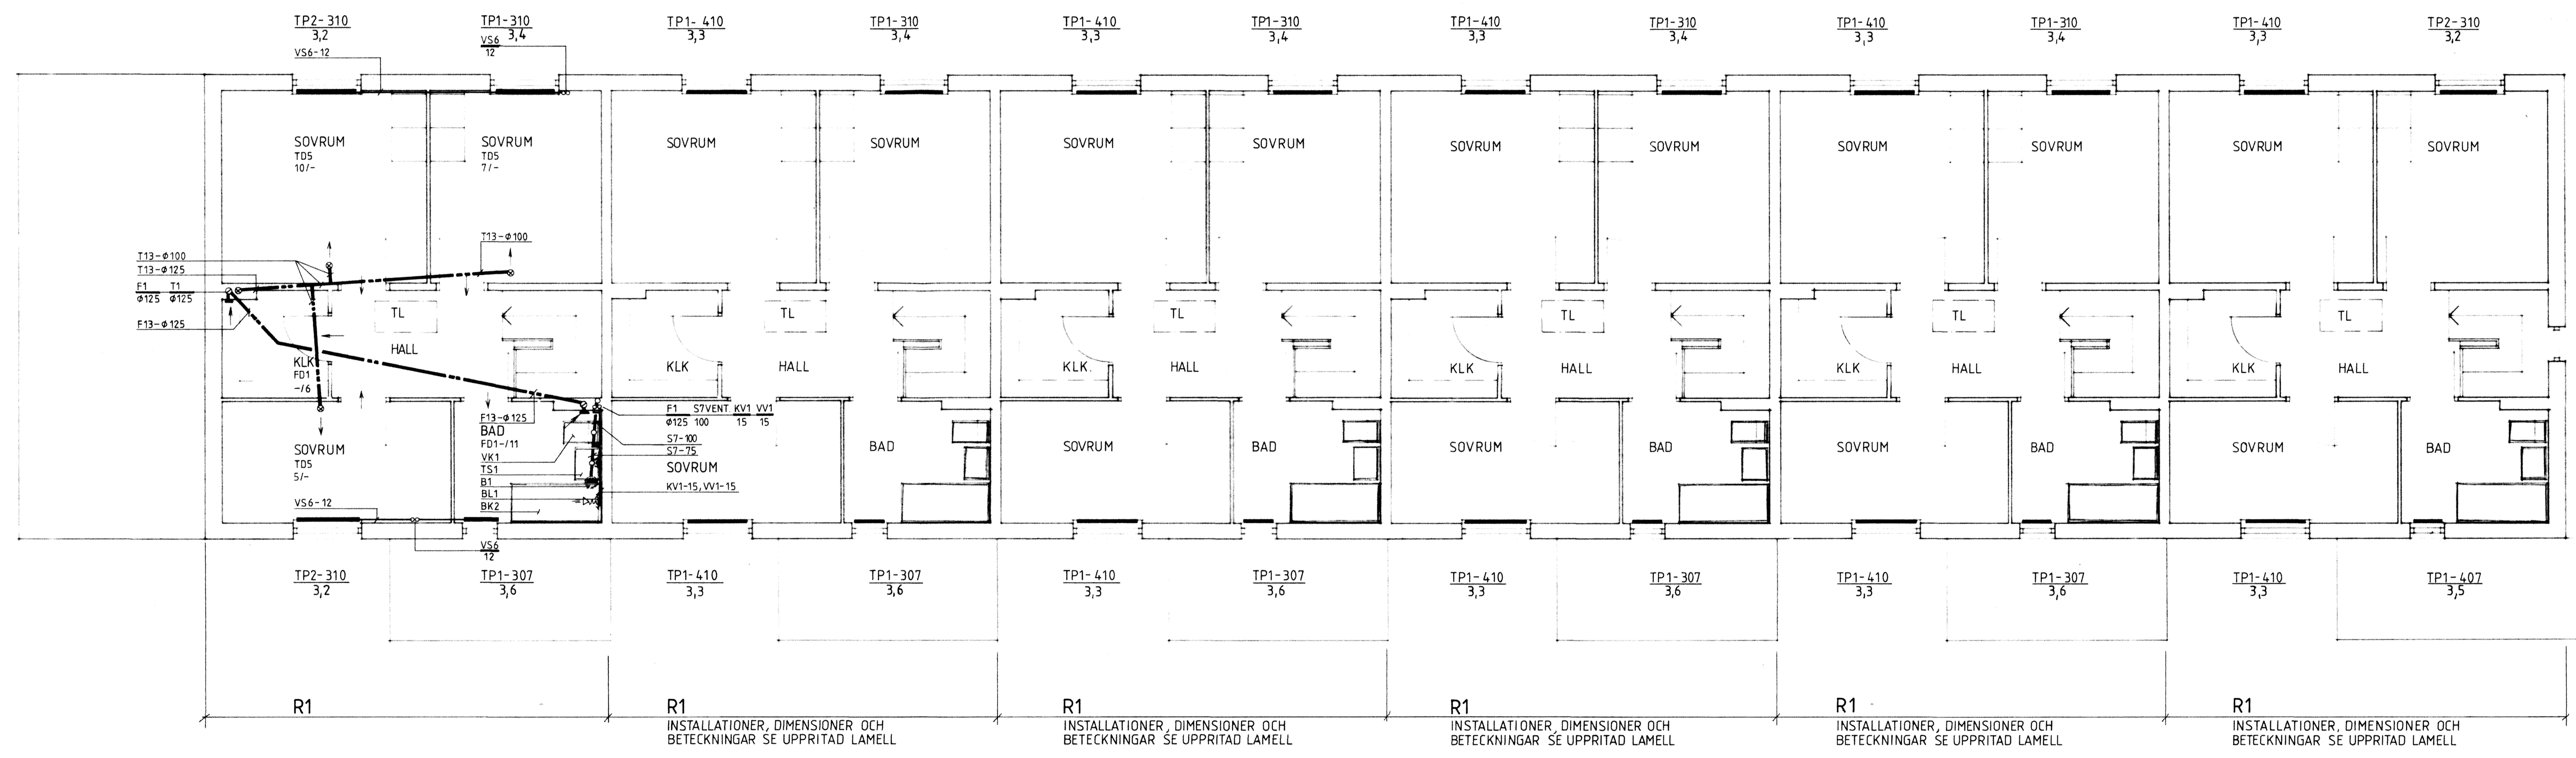 TP2-310 TP1-310 TP1-410 TP1-310 TP1-410 TP1-310 TP1-410 TP1-310 TP1-410 TP1-310 TP1-410 TP2-310
3,2 3,4 3,3 3,4 3,3 3,4 3,3 3,4 3,3 3,4 3,3 3,2
VS6-12
VS6
12
SOVRUM SOVRUM SOVRUM SOVRUM SOVRUM SOVRUM SOVRUM SOVRUM SOVRUM SOVRUM SOVRUM SOVRUM
TD5 TD5
10/- 7/-
T13-ϕ100
T13-ϕ100
T13-ϕ125
F1 T1
ϕ125 ϕ125
F13-ϕ125
TL TL TL TL TL TL
HALL
KLK
FD1
-/6
KLK HALL KLK. HALL KLK HALL KLK HALL KLK HALL
F1 S7VENT. KV1 VV1
ϕ125 100 15 15
F13-ϕ125
BAD
FD1-/11
VK1
TS1
B1
BL1
BK2
S7-100
S7-75
SOVRUM
KV1-15, VV1-15
SOVRUM
TD5
5/-
VS6-12
BAD SOVRUM BAD SOVRUM BAD SOVRUM BAD SOVRUM BAD
VS6
12
TP2-310 TP1-307 TP1-410 TP1-307 TP1-410 TP1-307 TP1-410 TP1-307 TP1-410 TP1-307 TP1-410 TP1-407
3,2 3,6 3,3 3,6 3,3 3,6 3,3 3,6 3,3 3,6 3,3 3,5
R1
R1
INSTALLATIONER, DIMENSIONER OCH
BETECKNINGAR SE UPPRITAD LAMELL
R1
INSTALLATIONER, DIMENSIONER OCH
BETECKNINGAR SE UPPRITAD LAMELL
R1
INSTALLATIONER, DIMENSIONER OCH
BETECKNINGAR SE UPPRITAD LAMELL
R1
INSTALLATIONER, DIMENSIONER OCH
BETECKNINGAR SE UPPRITAD LAMELL
R1
INSTALLATIONER, DIMENSIONER OCH
BETECKNINGAR SE UPPRITAD LAMELL